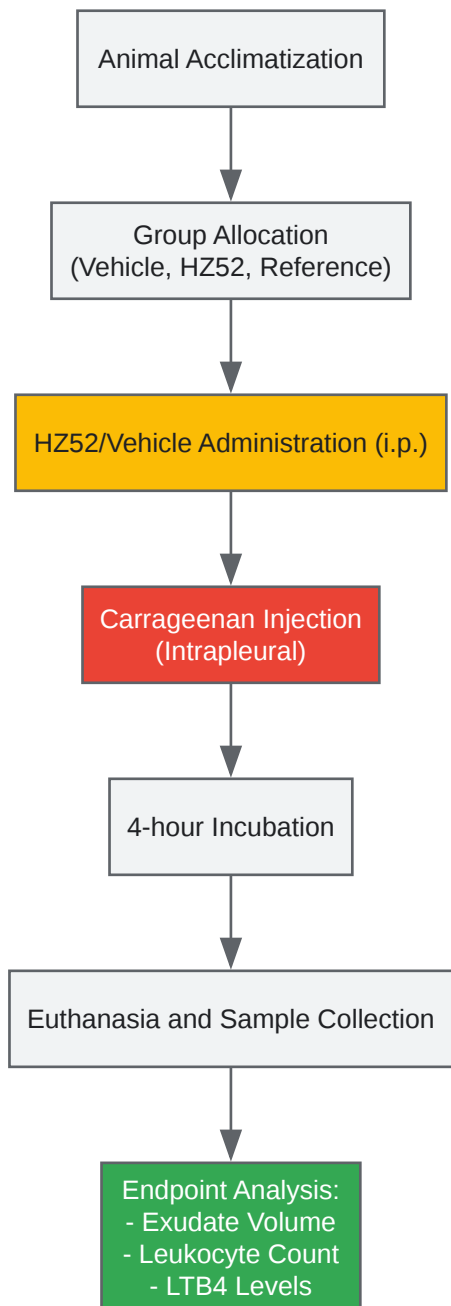 Animal Acclimatization
Group Allocation
(Vehicle, HZ52, Reference)
HZ52/Vehicle Administration (i.p.)
Carrageenan Injection
(Intrapleural)
4-hour Incubation
Euthanasia and Sample Collection
Endpoint Analysis:
- Exudate Volume
- Leukocyte Count
- LTB4 Levels